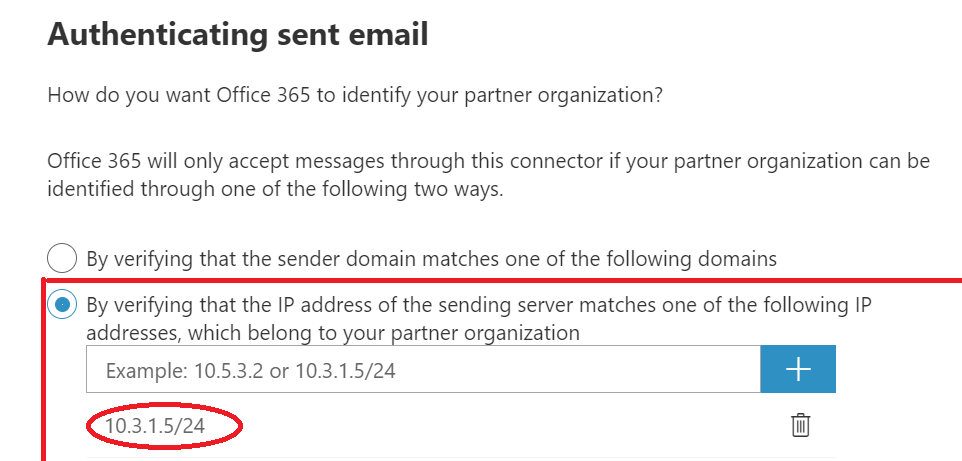 Authenticating sent email
How do you want Office 365 to identify your partner organization?
Office 365 will only accept messages through this connector if your partner organization can be
identified through one of the following two ways.
By verifying that the sender domain matches one of the following domains
By verifying that the IP address of the sending server matches one of the following IP
addresses, which belong to your partner organization
Example: 10.5.3.2 or 10.3.1.5/24
10.3.1.5/24